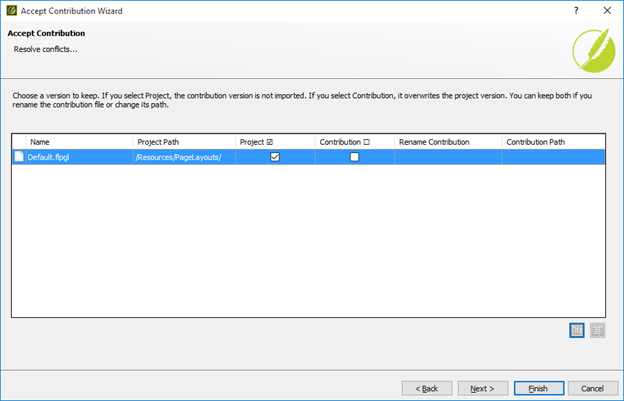 Accept Contribution Wizard
Accept Contribution
Resolve conflicts...
Choose a version to keep. If you select Project, the contribution version is not imported. If you select Contribution, it overwrites the project version. You can keep both if you
rename the contribution file or change its path.
Name Project Path Project Contribution Rename Contribution Contribution Path
Default.flpgl /Resources/PageLayouts/
< Back Next > Finish Cancel